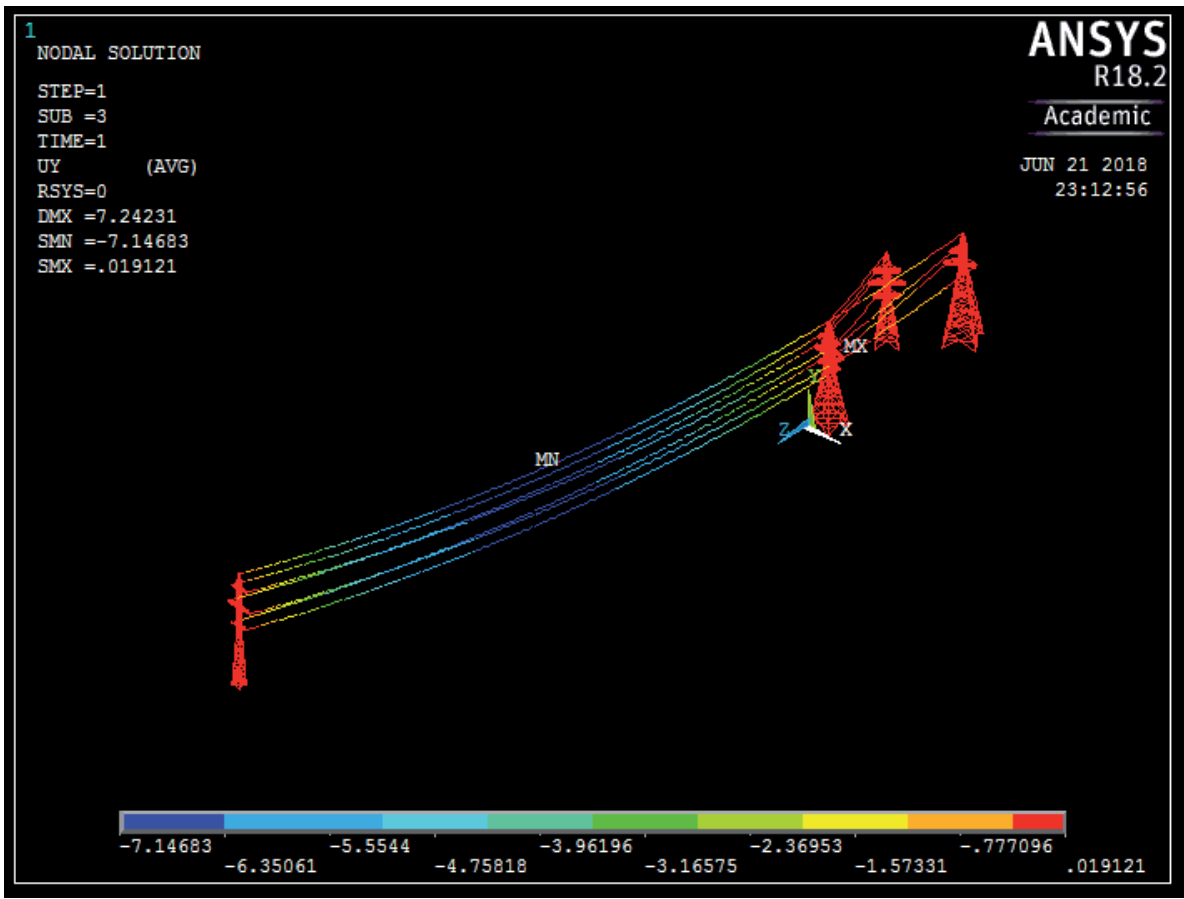 1
NODAL SOLUTION
STEP=1
SUB =3
TIME=1
UY (AVG)
RSYS=0
DMX =7.24231
SMN =-7.14683
SMX =.019121
ANSYS
R18.2
Academic
JUN 21 2018
23:12:56
MX
Y
Z
X
MN
-7.14683 -5.5544 -3.96196 -2.36953 -.777096
-6.35061 -4.75818 -3.16575 -1.57331 .019121